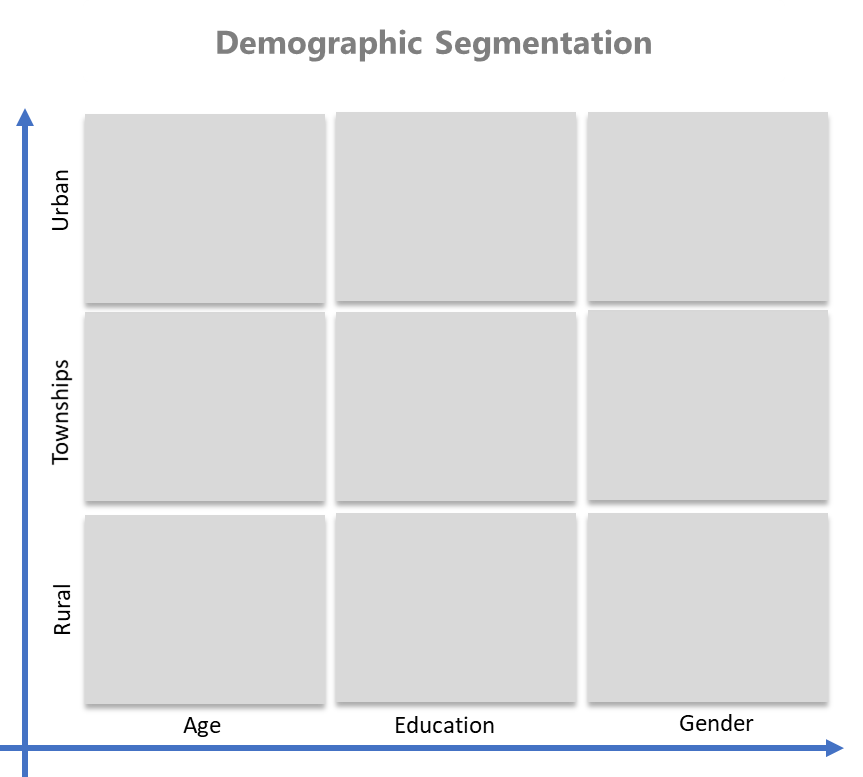 Demographic Segmentation
Urban
Townships
Rural
Age
Education
Gender